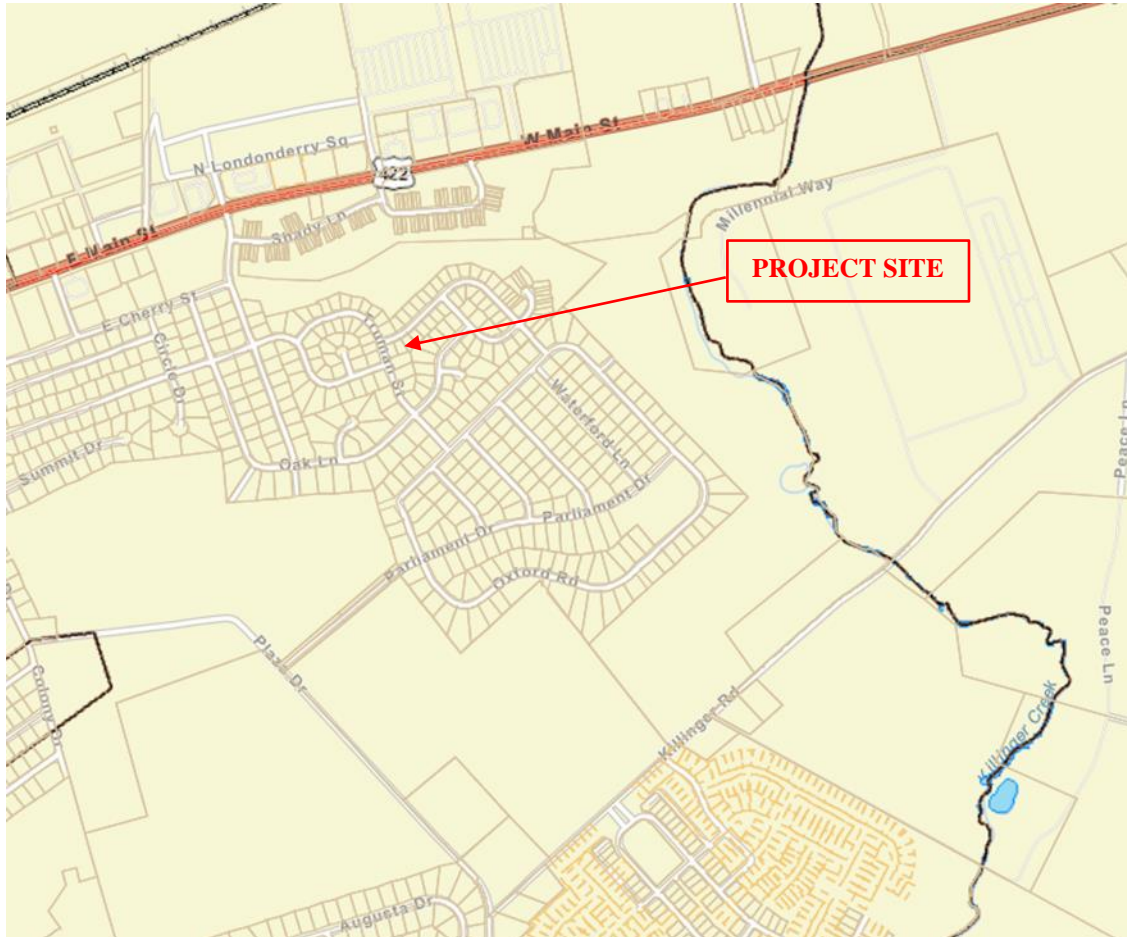 W Main St
N Londonderry Sq
422
Millennial Way
Shady Ln
E Main St
PROJECT SITE
E Cherry St
Truman St
Circle Dr
Waterford Ln
Peace Ln
Summit Dr
Oak Ln
Parliament Dr
Parliament Dr
Oxford Rd
Peace Ln
Plaza Dr
Colony Dr
Killinger Rd
Killinger Creek
Augusta Dr